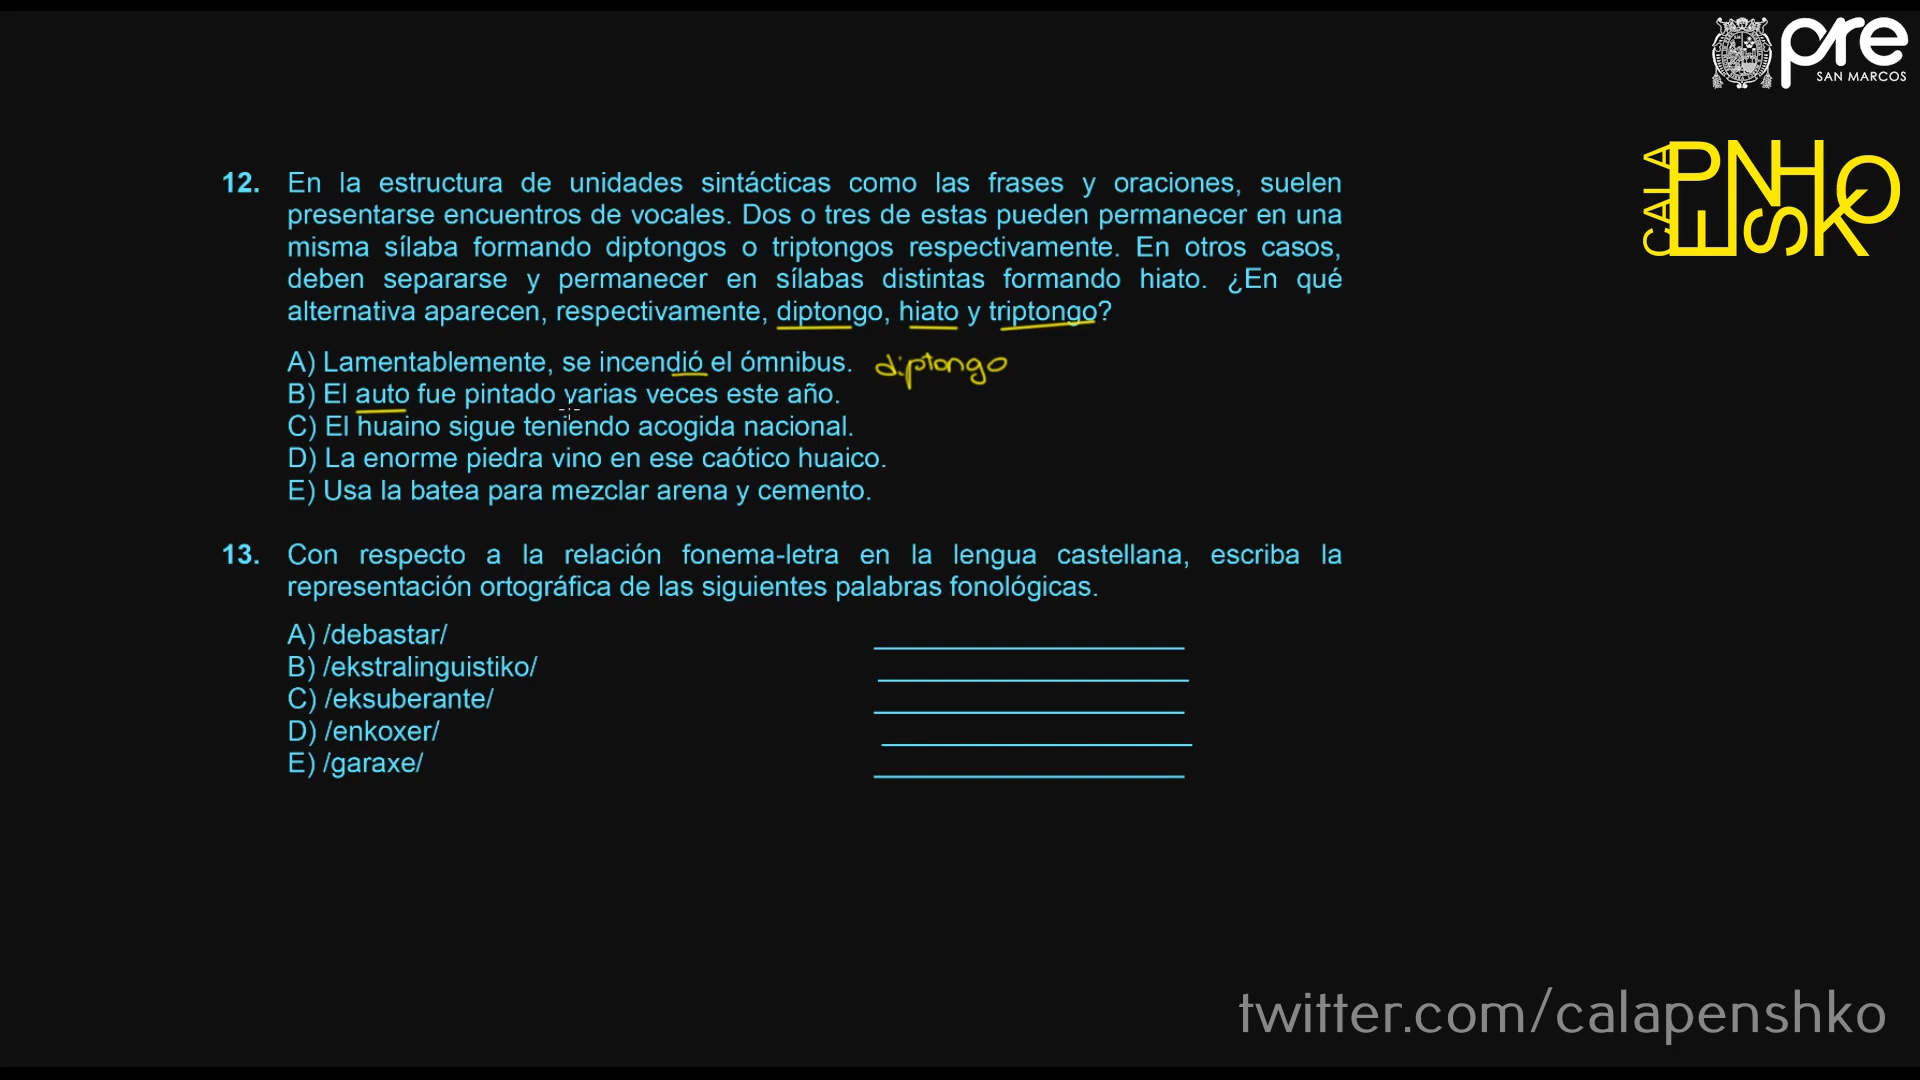 pre
SAN MARCOS
CALA
PENSHKO
12. En la estructura de unidades sintácticas como las frases y oraciones, suelen
presentarse encuentros de vocales. Dos o tres de estas pueden permanecer en una
misma sílaba formando diptongos o triptongos respectivamente. En otros casos,
deben separarse y permanecer en sílabas distintas formando hiato. ¿En qué
alternativa aparecen, respectivamente, diptongo, hiato y triptongo?
A) Lamentablemente, se incendió el ómnibus. diptongo
B) El auto fue pintado varias veces este año.
C) El huaino sigue teniendo acogida nacional.
D) La enorme piedra vino en ese caótico huaico.
E) Usa la batea para mezclar arena y cemento.
13. Con respecto a la relación fonema-letra en la lengua castellana, escriba la
representación ortográfica de las siguientes palabras fonológicas.
A) /debastar/
B) /ekstralinguistiko/
C) /eksuberante/
D) /enkoxer/
E) /garaxe/
twitter.com/calapenshko